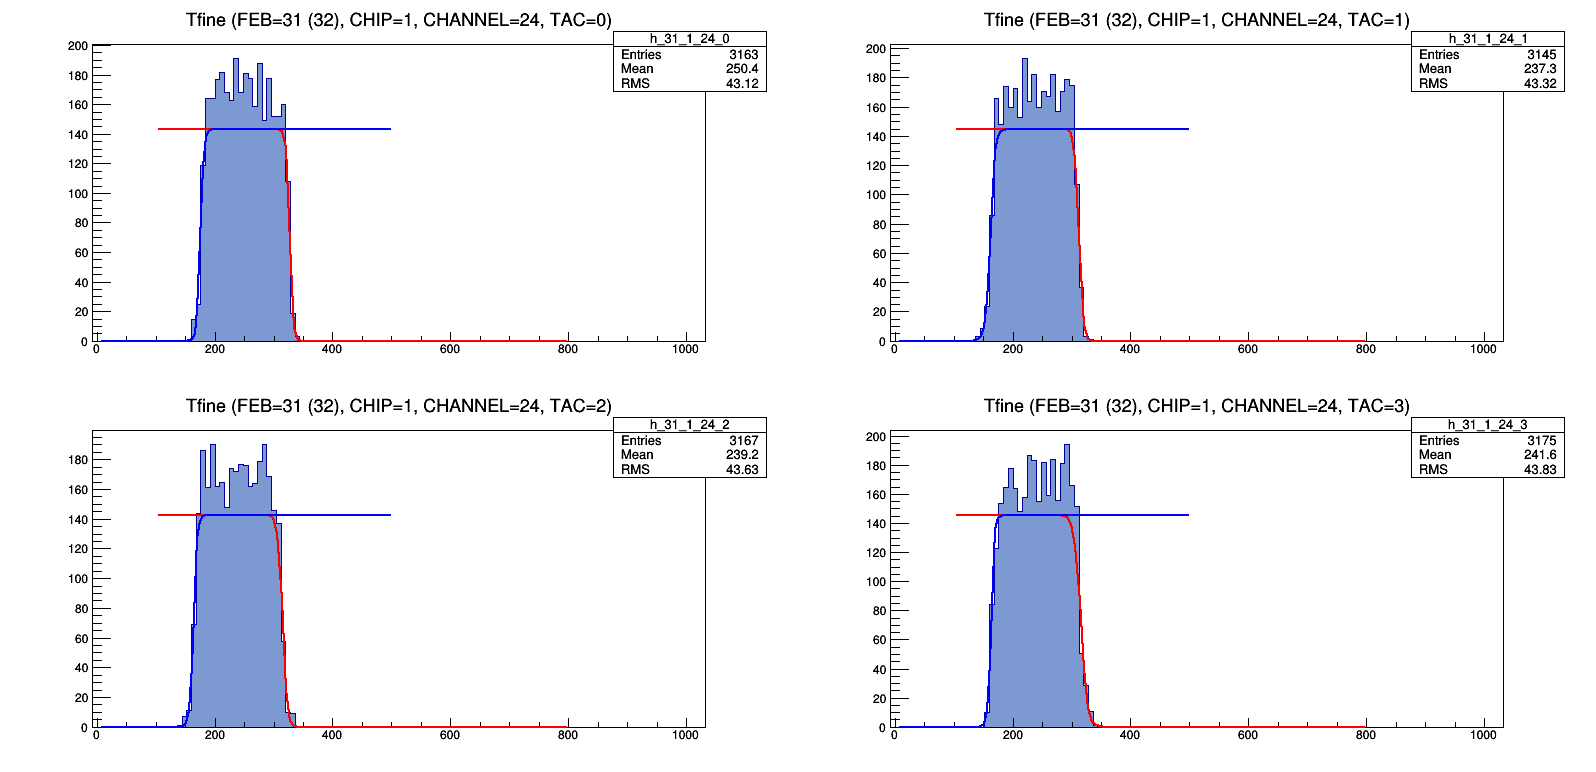 Tfine (FEB=31 (32), CHIP=1, CHANNEL=24, TAC=0)
h_31_1_24_0
Entries 3163
Mean 250.4
RMS 43.12
200
180
160
140
120
100
80
60
40
20
0
0 200 400 600 800 1000
Tfine (FEB=31 (32), CHIP=1, CHANNEL=24, TAC=1)
h_31_1_24_1
Entries 3145
Mean 237.3
RMS 43.32
200
180
160
140
120
100
80
60
40
20
0
0 200 400 600 800 1000
Tfine (FEB=31 (32), CHIP=1, CHANNEL=24, TAC=2)
h_31_1_24_2
Entries 3167
Mean 239.2
RMS 43.63
180
160
140
120
100
80
60
40
20
0
0 200 400 600 800 1000
Tfine (FEB=31 (32), CHIP=1, CHANNEL=24, TAC=3)
h_31_1_24_3
Entries 3175
Mean 241.6
RMS 43.83
200
180
160
140
120
100
80
60
40
20
0
0 200 400 600 800 1000